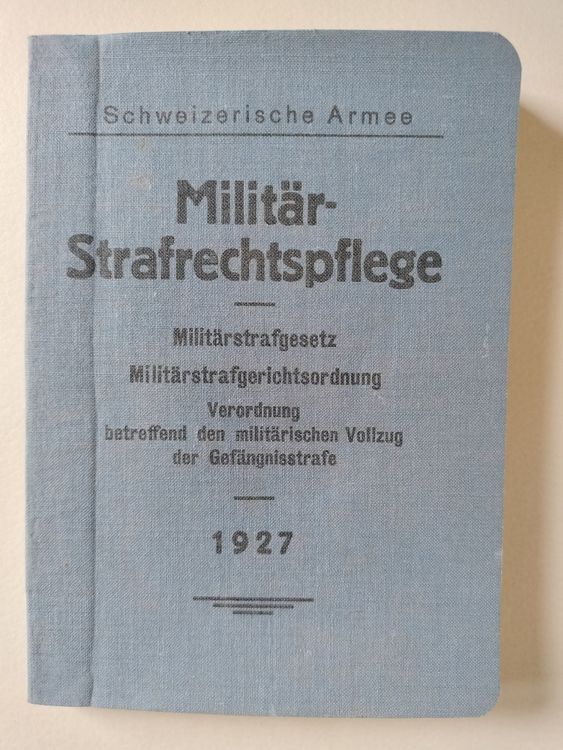 Schweizerische Armee
Militär-
Strafrechtspflege
Militärstrafgesetz
Militärstrafgerichtsordnung
Verordnung
betreffend den militärischen Vollzug
der Gefängnisstrafe
1927